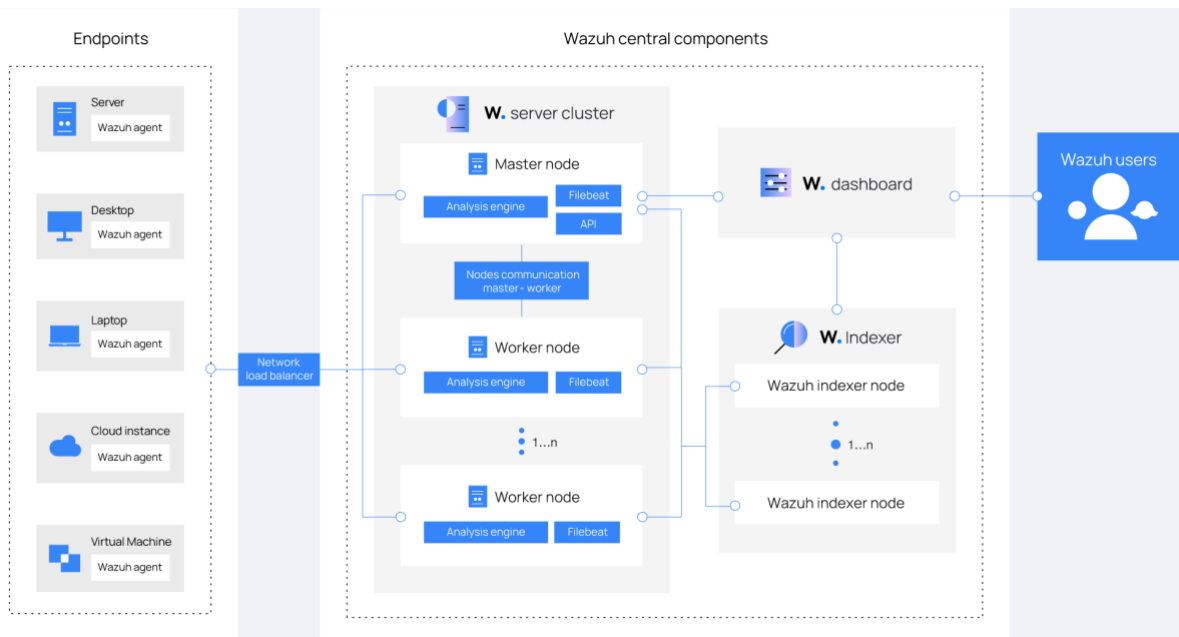 Endpoints
Server
Wazuh agent
Desktop
Wazuh agent
Laptop
Wazuh agent
Cloud instance
Wazuh agent
Virtual Machine
Wazuh agent
Network
load balancer
Wazuh central components
W. server cluster
Master node
Analysis engine
Filebeat
API
Nodes communication
master- worker
Worker node
Analysis engine
Filebeat
1...n
Worker node
Analysis engine
Filebeat
W. dashboard
W. Indexer
Wazuh indexer node
1...n
Wazuh indexer node
Wazuh users